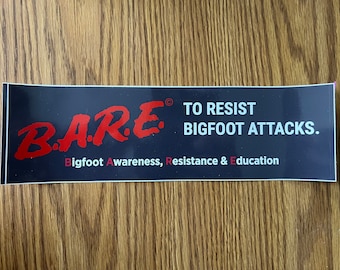 B.A.R.E.©
TO RESIST
BIGFOOT ATTACKS.
Bigfoot Awareness, Resistance & Education